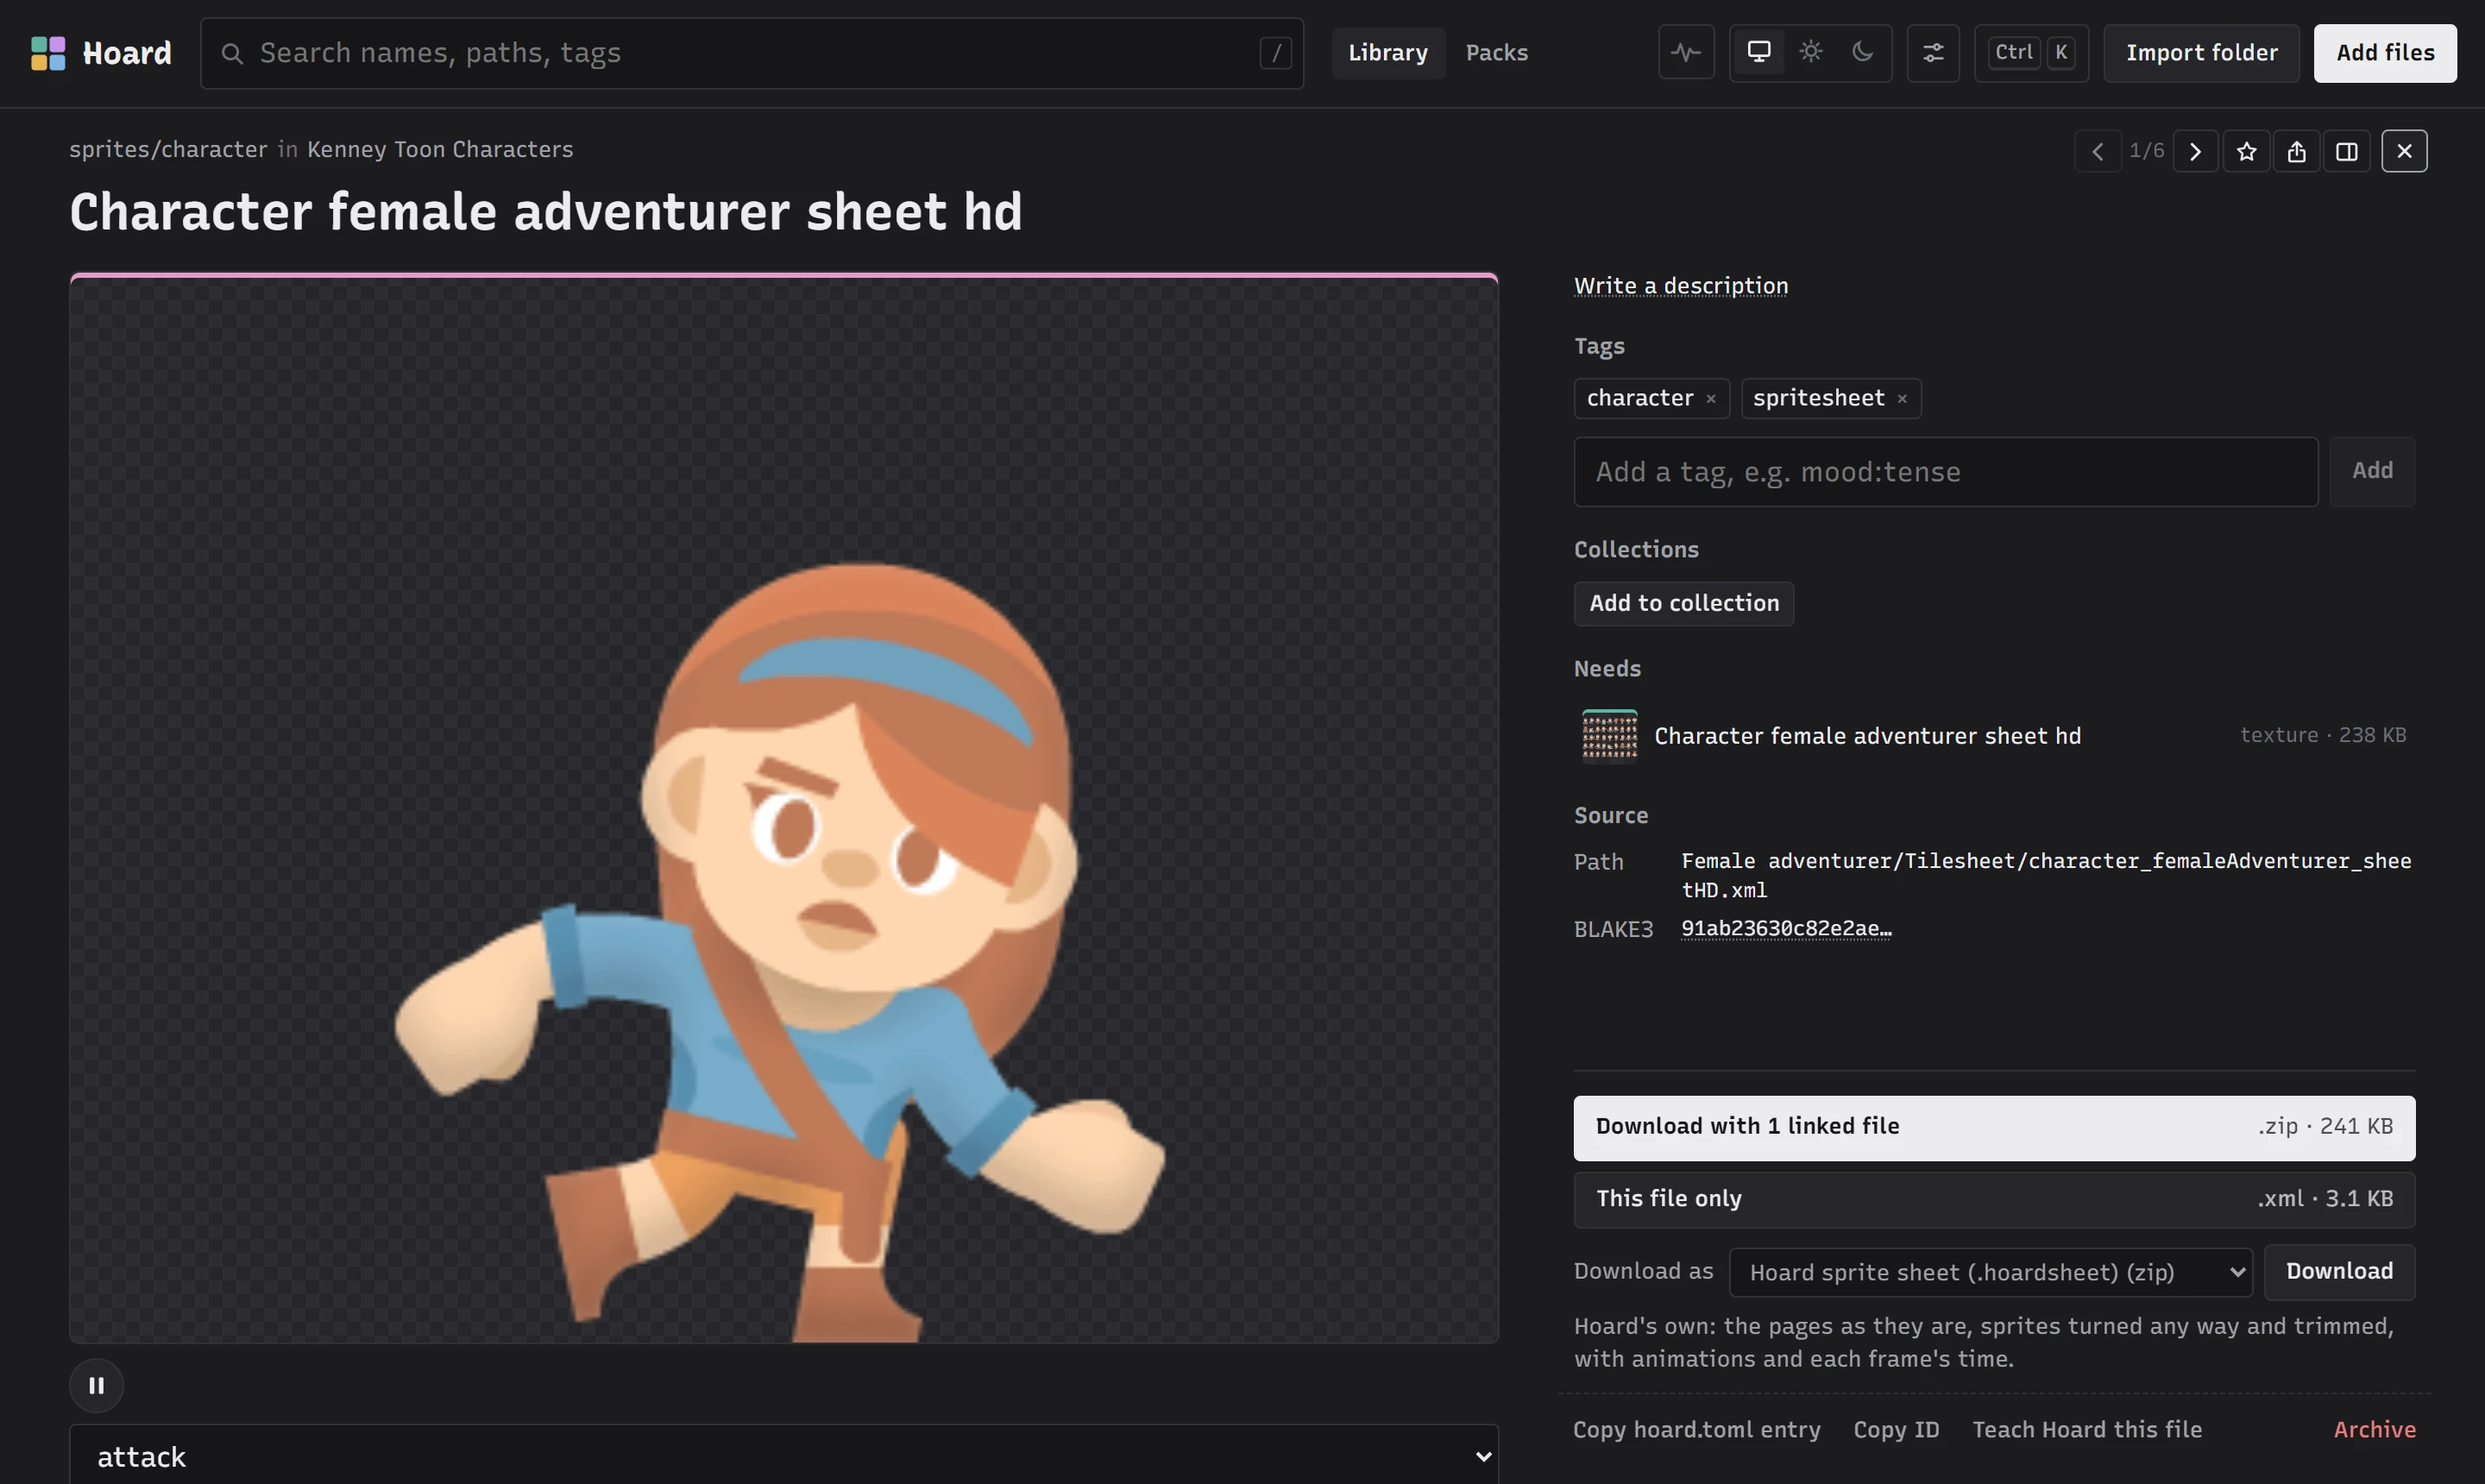 Hoard
Search names, paths, tags
/
Library
Packs
Ctrl K
Import folder
Add files
sprites/character in Kenney Toon Characters
1/6
Character female adventurer sheet hd
Write a description
Tags
character ×
spritesheet ×
Add a tag, e.g. mood:tense
Add
Collections
Add to collection
Needs
Character female adventurer sheet hd
texture · 238 KB
Source
Path
Female adventurer/Tilesheet/character_femaleAdventurer_shee
tHD.xml
BLAKE3
91ab23630c82e2ae…
Download with 1 linked file
.zip · 241 KB
This file only
.xml · 3.1 KB
Download as
Hoard sprite sheet (.hoardsheet) (zip)
Download
Hoard's own: the pages as they are, sprites turned any way and trimmed,
with animations and each frame's time.
Copy hoard.toml entry
Copy ID
Teach Hoard this file
Archive
attack